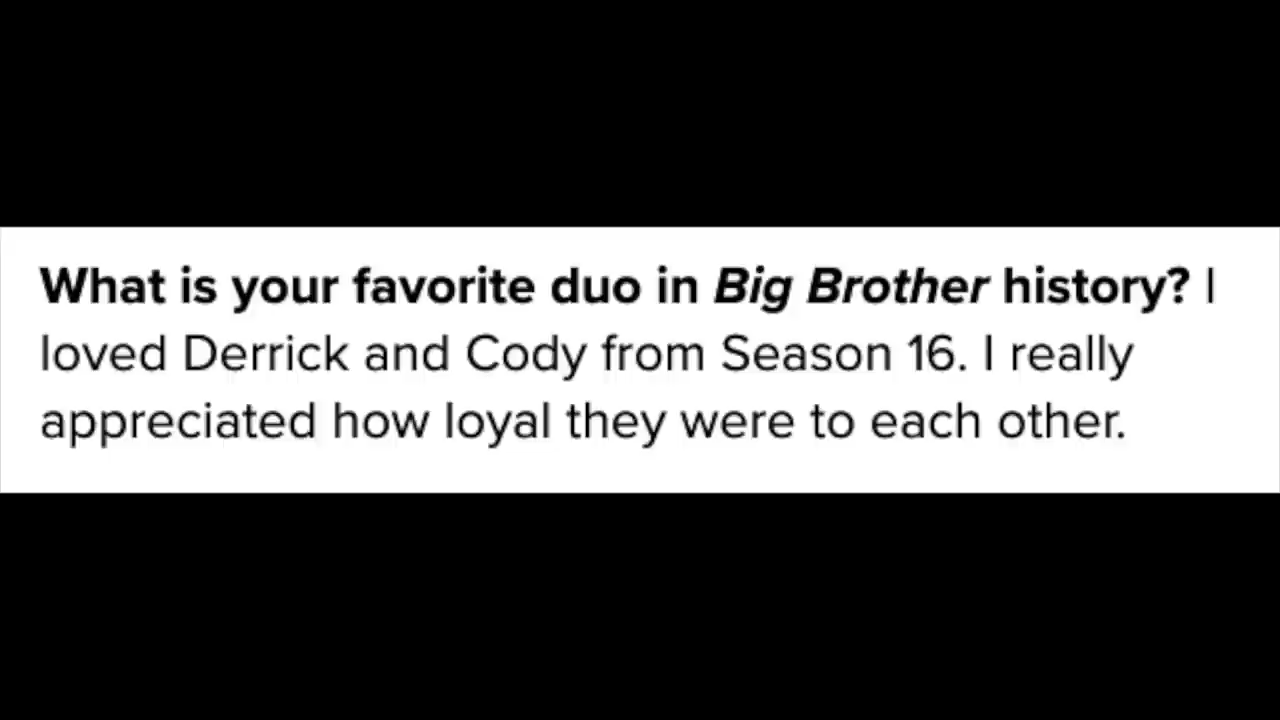 What is your favorite duo in Big Brother history? I
loved Derrick and Cody from Season 16. I really
appreciated how loyal they were to each other.